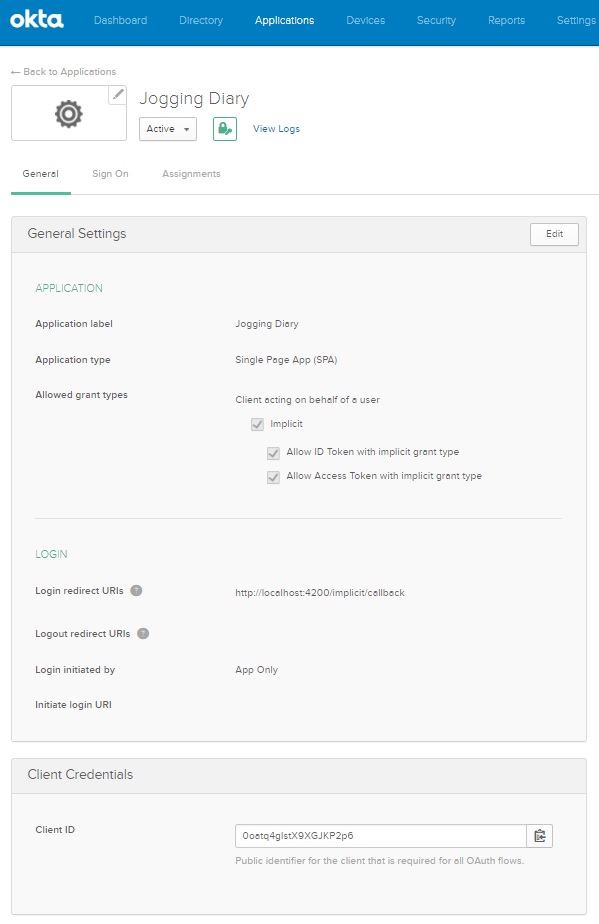 okta Dashboard Directory Applications Devices Security Reports Settings
← Back to Applications
Jogging Diary
Active View Logs
General Sign On Assignments
General Settings Edit
APPLICATION
Application label Jogging Diary
Application type Single Page App (SPA)
Allowed grant types Client acting on behalf of a user
Implicit
Allow ID Token with implicit grant type
Allow Access Token with implicit grant type
LOGIN
Login redirect URIs ? http://localhost:4200/implicit/callback
Logout redirect URIs ?
Login initiated by App Only
Initiate login URI
Client Credentials
Client ID 0oatq4glstX9XGJKP2p6
Public identifier for the client that is required for all OAuth flows.